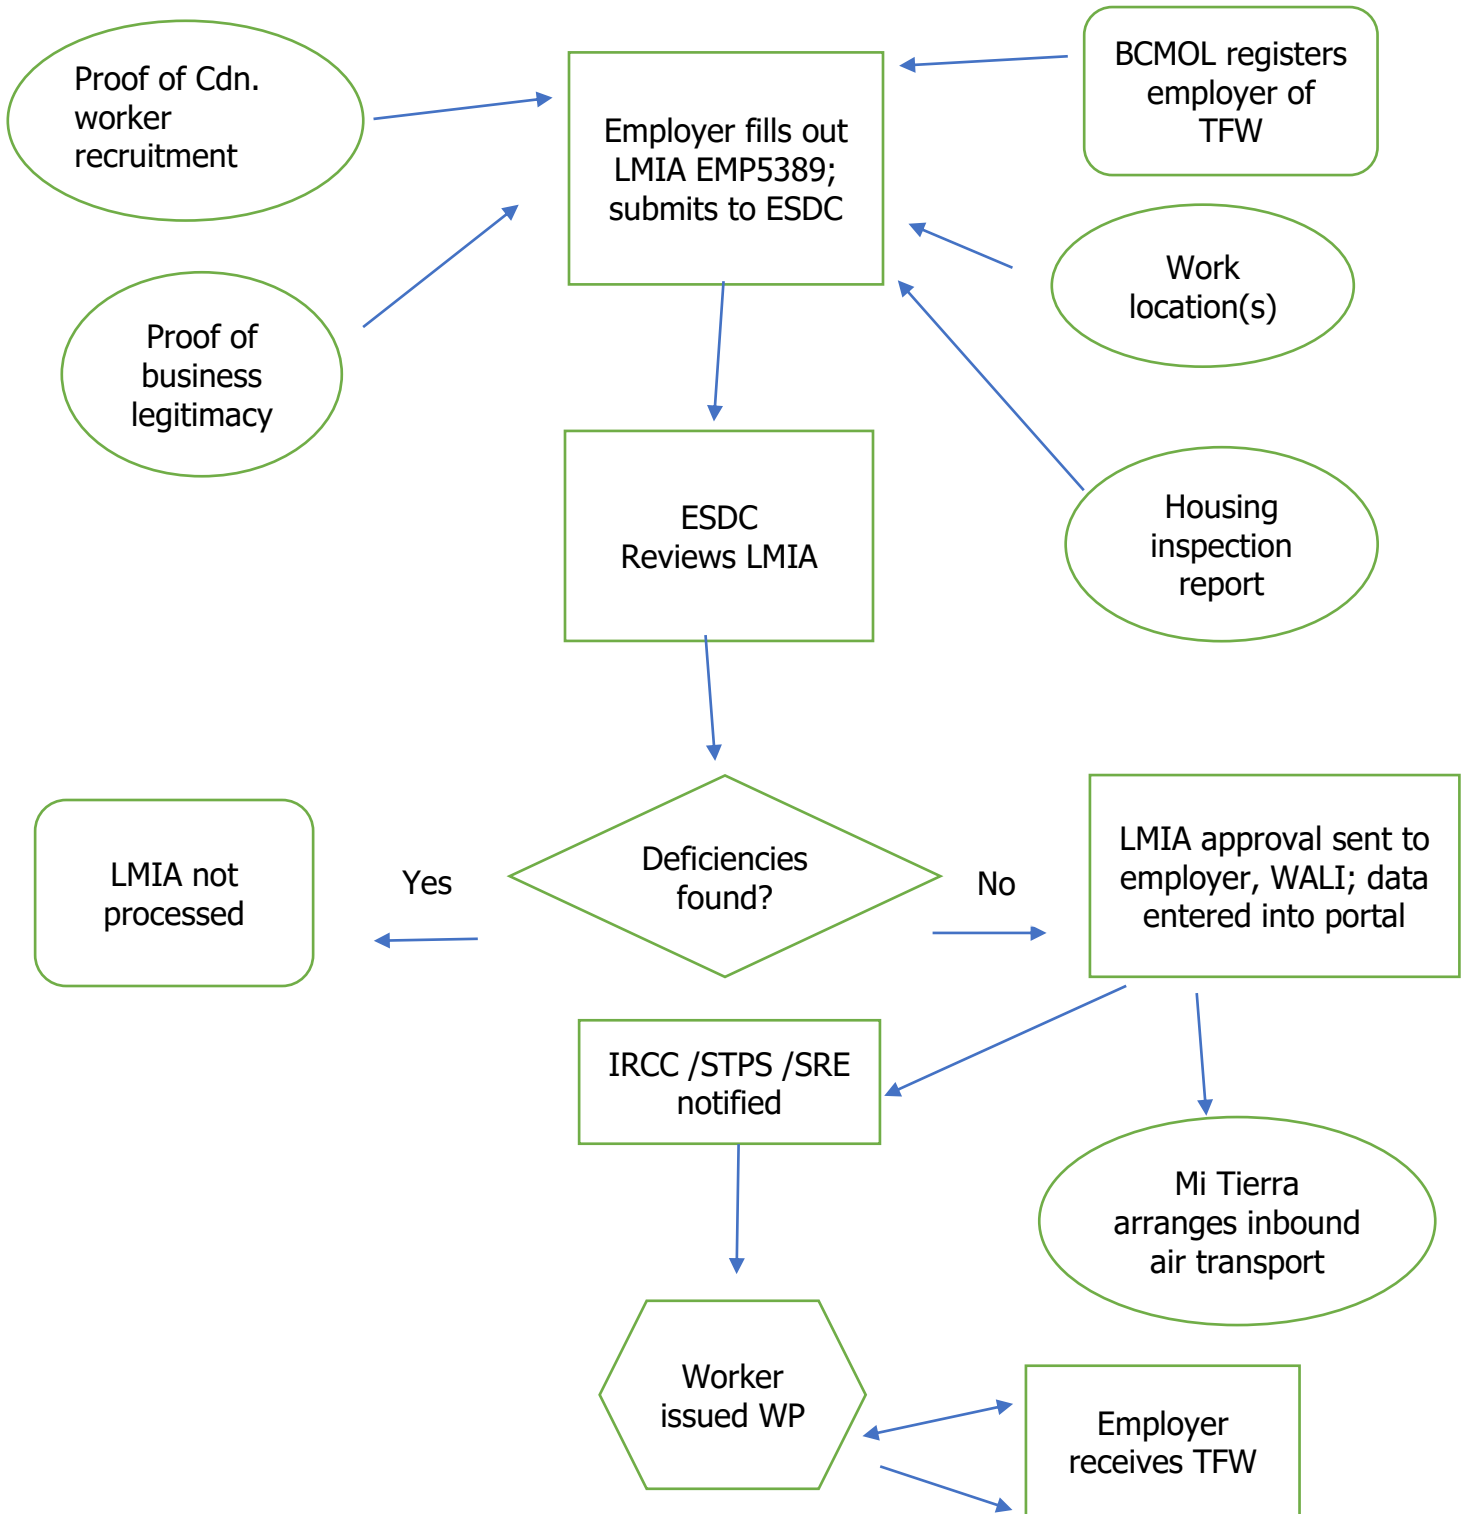 Proof of Cdn.
worker
recruitment
Employer fills out
LMIA EMP5389;
submits to ESDC
BCMOL registers
employer of
TFW
Proof of
business
legitimacy
Work
location(s)
ESDC
Reviews LMIA
Housing
inspection
report
LMIA not
processed
Yes
Deficiencies
found?
No
LMIA approval sent to
employer, WALI; data
entered into portal
IRCC /STPS /SRE
notified
Mi Tierra
arranges inbound
air transport
Worker
issued WP
Employer
receives TFW